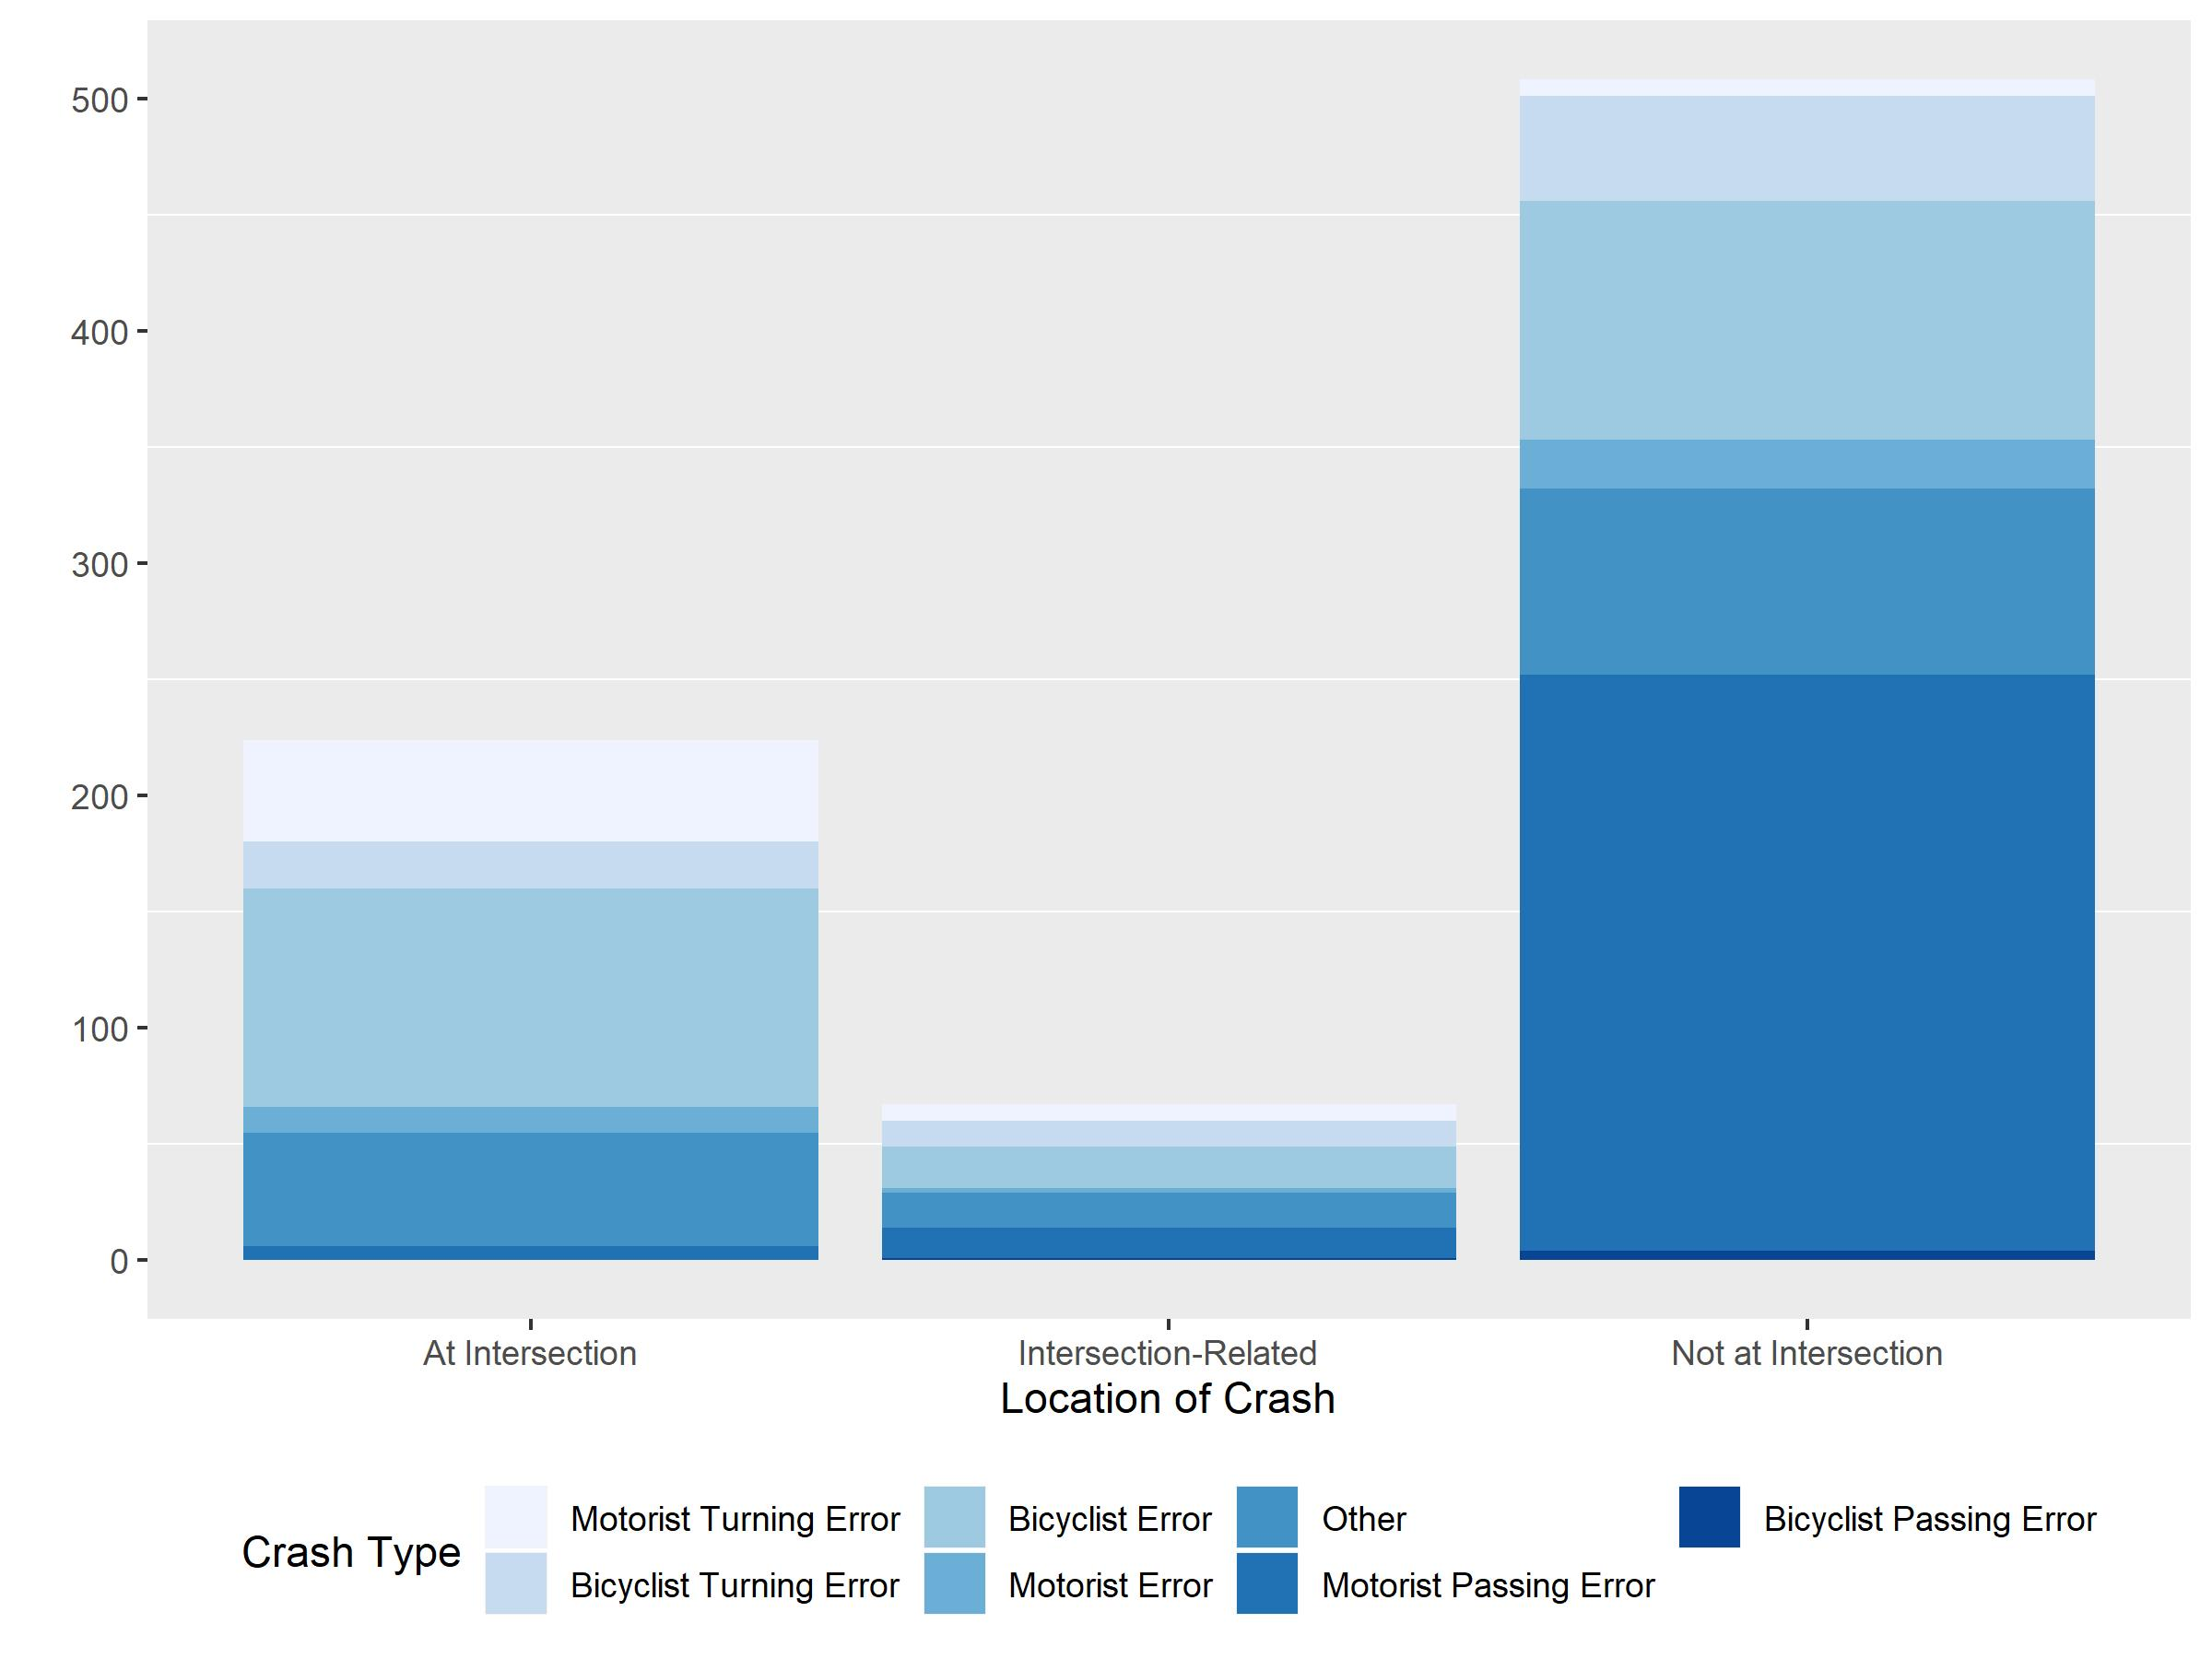 500
400
300
200
100
0
At Intersection
Intersection-Related
Not at Intersection
Location of Crash
Crash Type
Motorist Turning Error
Bicyclist Error
Other
Bicyclist Passing Error
Bicyclist Turning Error
Motorist Error
Motorist Passing Error